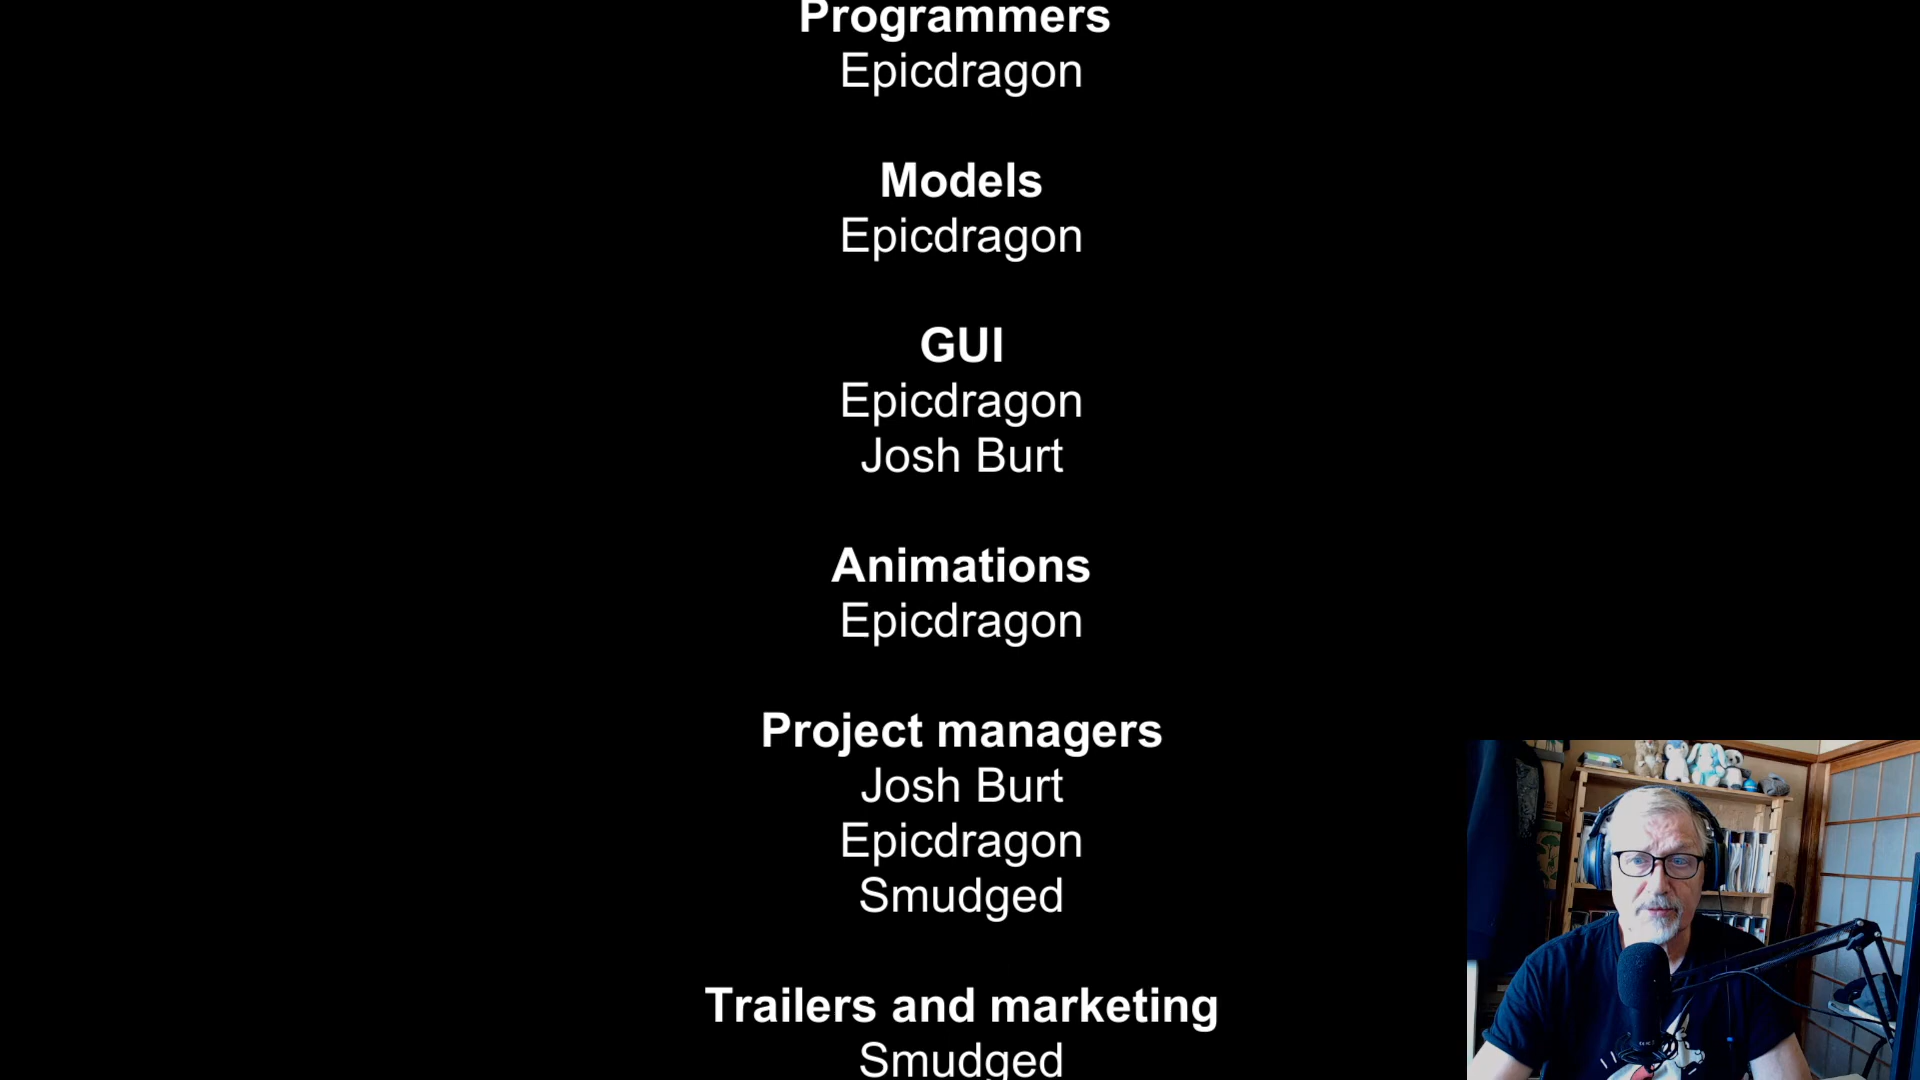 Programmers
Epicdragon
Models
Epicdragon
GUI
Epicdragon
Josh Burt
Animations
Epicdragon
Project managers
Josh Burt
Epicdragon
Smudged
Trailers and marketing
Smudged